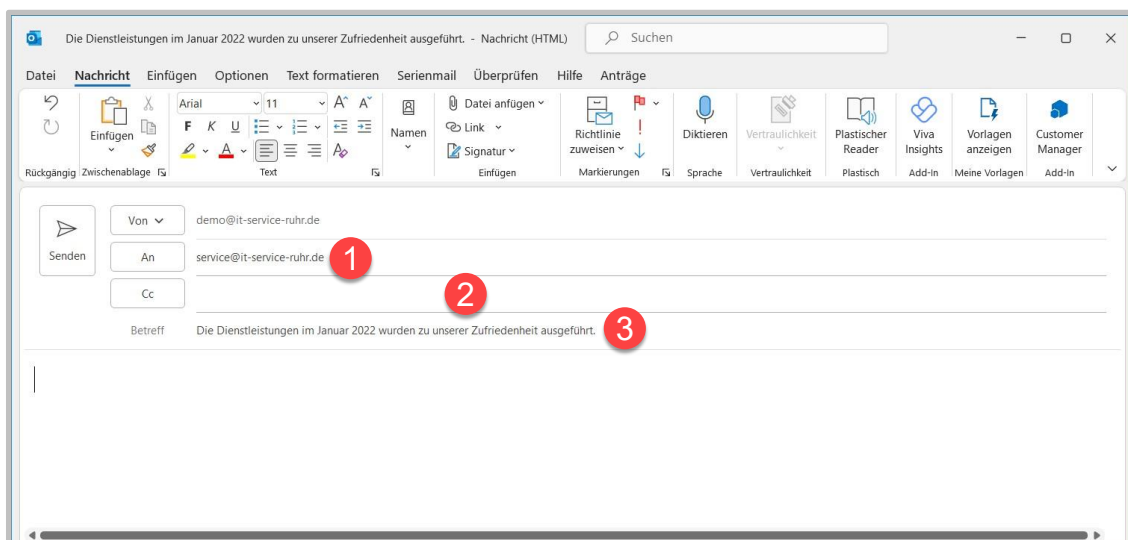 Die Dienstleistungen im Januar 2022 wurden zu unserer Zufriedenheit ausgeführt. - Nachricht (HTML) Suchen
Datei Nachricht Einfügen Optionen Text formatieren Serienmail Überprüfen Hilfe Anträge
Arial 11 A A Datei anfügen
Einfügen Namen Link Richtlinie zuweisen Diktieren Vertraulichkeit Plastischer Reader Viva Insights Vorlagen anzeigen Customer Manager
F K U
A Signatur
Rückgängig Zwischenablage Text Einfügen Markierungen Sprache Vertraulichkeit Plastisch Add-In Meine Vorlagen Add-In
Von demo@it-service-ruhr.de
Senden An service@it-service-ruhr.de 1
Cc 2
Betreff Die Dienstleistungen im Januar 2022 wurden zu unserer Zufriedenheit ausgeführt. 3